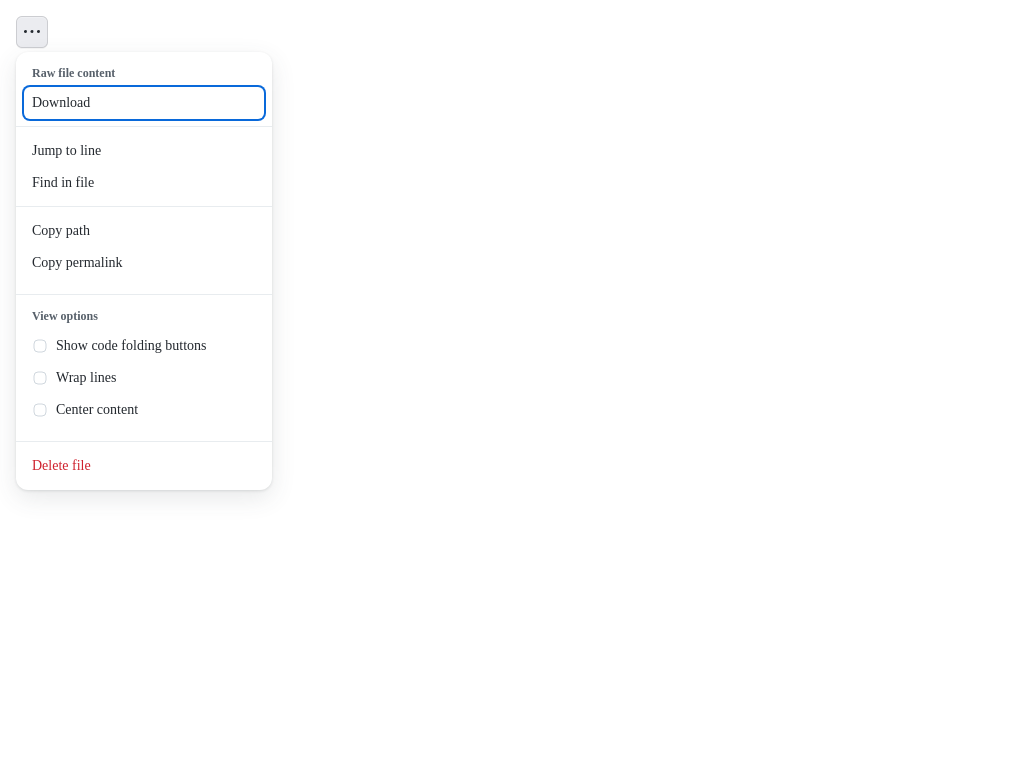 Raw file content
Download
Jump to line
Find in file
Copy path
Copy permalink
View options
Show code folding buttons
Wrap lines
Center content
Delete file